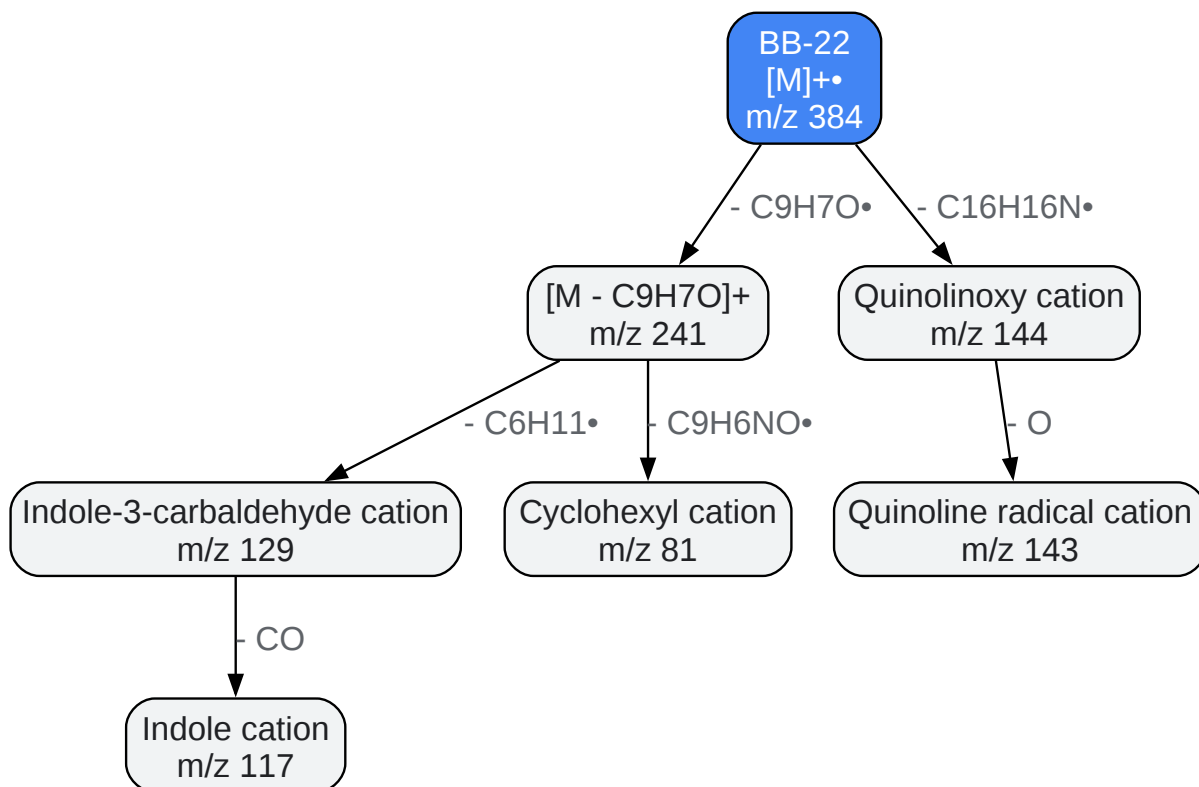 BB-22
[M]+•
m/z 384
- C9H7O•
- C16H16N•
[M - C9H7O]+
m/z 241
Quinolinoxy cation
m/z 144
- C6H11•
- C9H6NO•
- O
Indole-3-carbaldehyde cation
m/z 129
Cyclohexyl cation
m/z 81
Quinoline radical cation
m/z 143
- CO
Indole cation
m/z 117